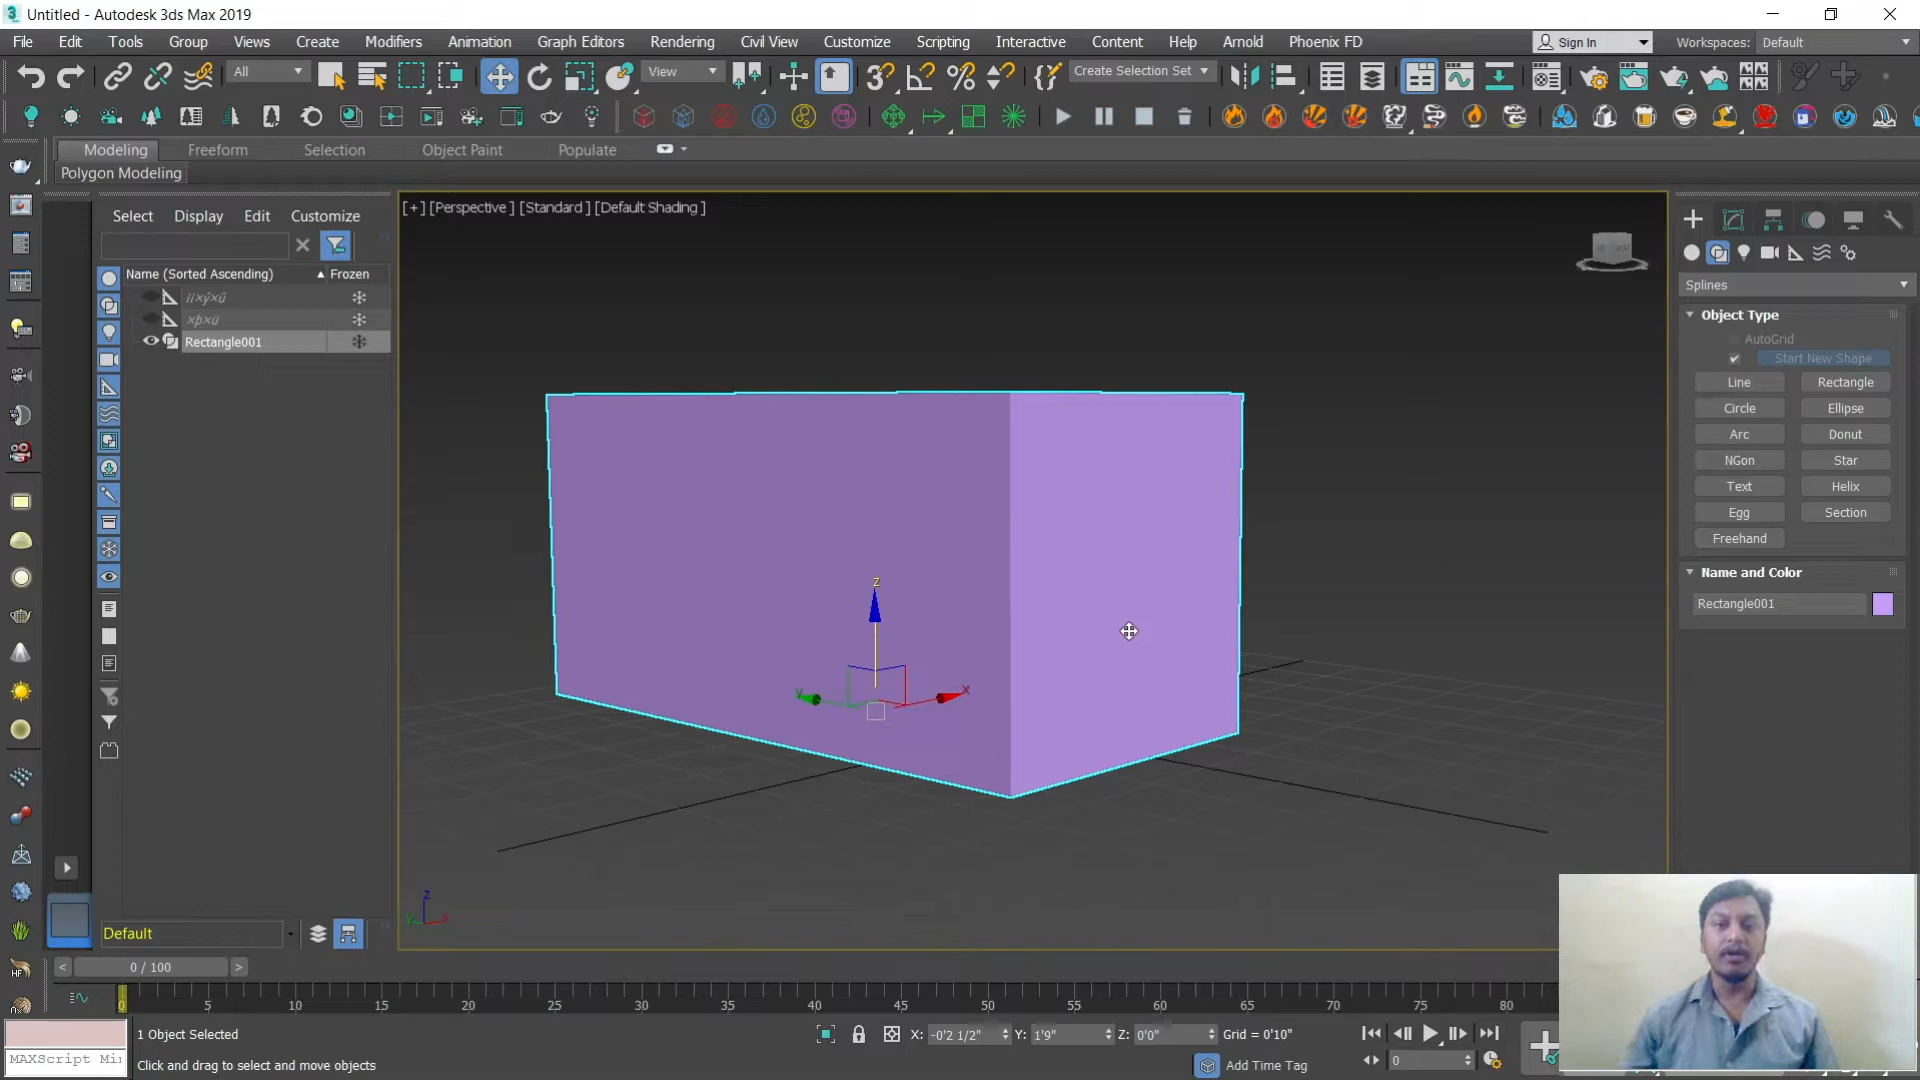 Untitled - Autodesk 3ds Max 2019
File Edit Tools Group Views Create Modifiers Animation Graph Editors Rendering Civil View Customize Scripting Interactive Content Help Arnold Phoenix FD Sign In Workspaces: Default
All View Create Selection Set
Modeling Freeform Selection Object Paint Populate
Polygon Modeling
Select Display Edit Customize
[+] [Perspective ] [Standard ] [Default Shading ]
Name (Sorted Ascending) Frozen
Rectangle001
Splines
Object Type
AutoGrid
Start New Shape
Line Rectangle
Circle Ellipse
Arc Donut
NGon Star
Text Helix
Egg Section
Freehand
Name and Color
Rectangle001
z
y x
z
Default
< 0 / 100 >
0 5 10 15 20 25 30 35 40 45 50 55 60 65 70 75 80
1 Object Selected X: -0'2 1/2" Y: 1'9" Z: 0'0" Grid = 0'10"
MAXScript Mi
Click and drag to select and move objects Add Time Tag 0